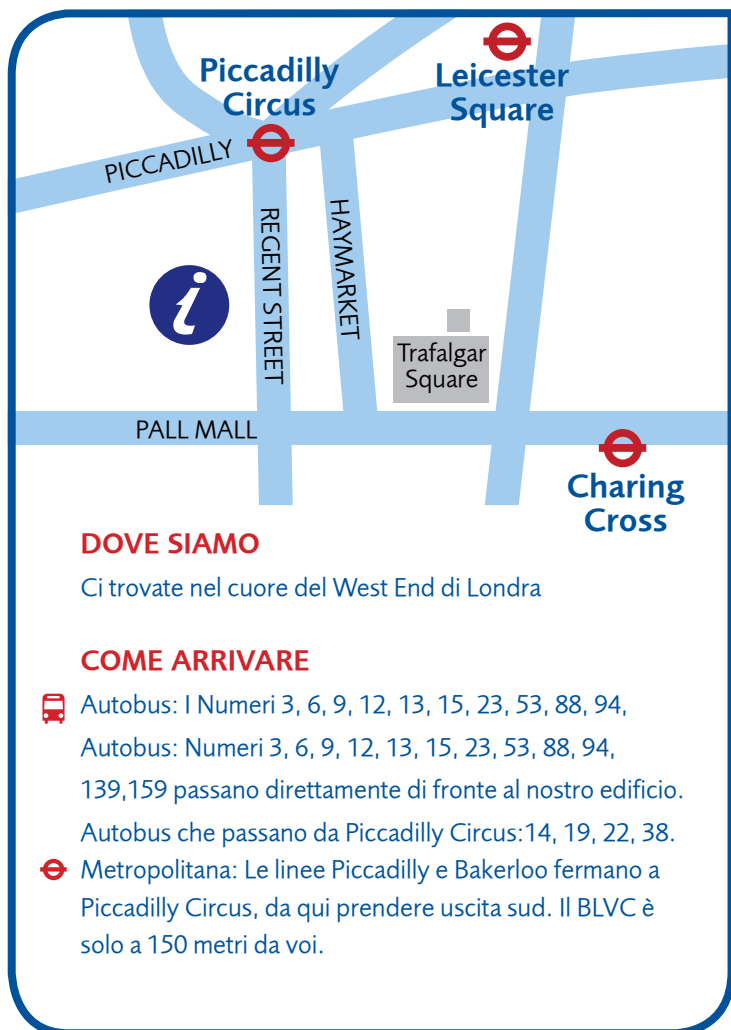 Piccadilly
Circus
Leicester
Square
PICCADILLY
REGENT STREET
HAYMARKET
i
Trafalgar
Square
PALL MALL
Charing
Cross
DOVE SIAMO
Ci trovate nel cuore del West End di Londra
COME ARRIVARE
Autobus: I Numeri 3, 6, 9, 12, 13, 15, 23, 53, 88, 94,
Autobus: Numeri 3, 6, 9, 12, 13, 15, 23, 53, 88, 94,
139,159 passano direttamente di fronte al nostro edificio.
Autobus che passano da Piccadilly Circus:14, 19, 22, 38.
Metropolitana: Le linee Piccadilly e Bakerloo fermano a
Piccadilly Circus, da qui prendere uscita sud. Il BLVC è
solo a 150 metri da voi.